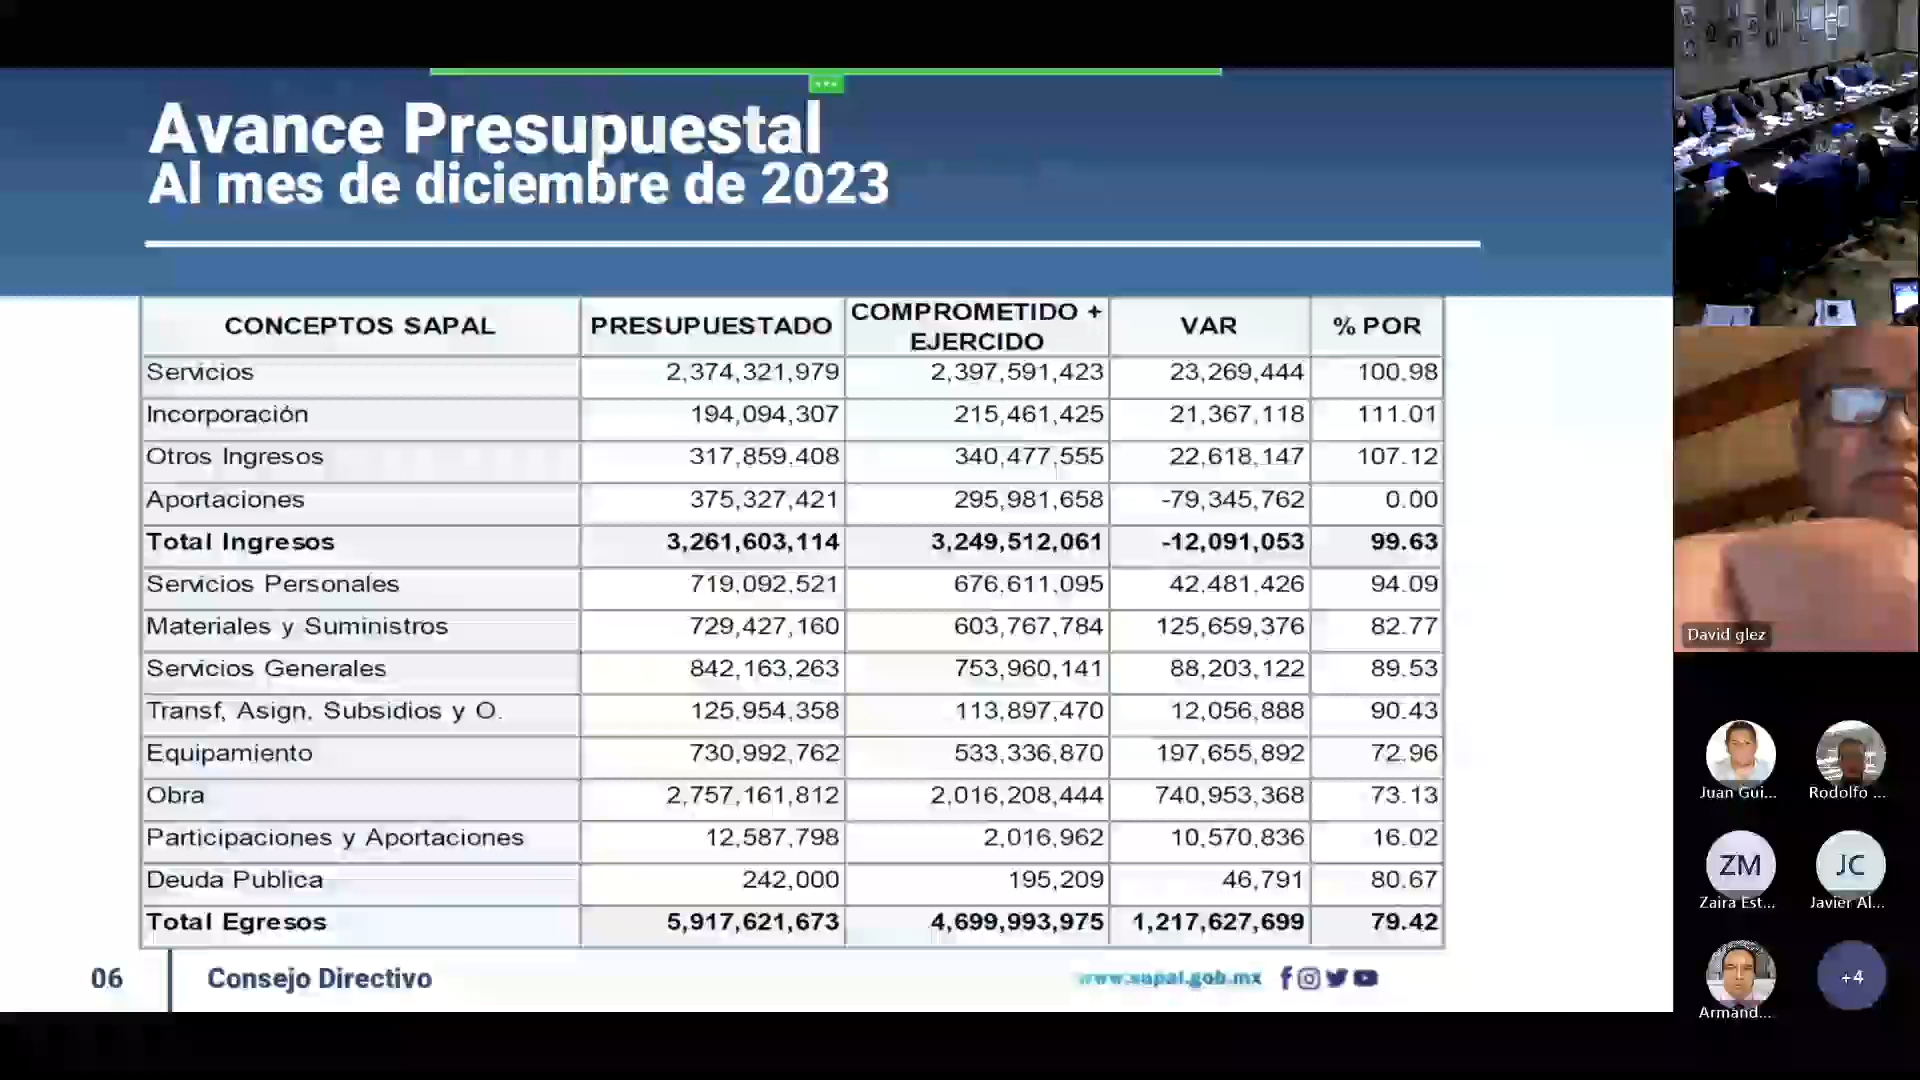 Avance Presupuestal
Al mes de diciembre de 2023
CONCEPTOS SAPAL PRESUPUESTADO COMPROMETIDO + EJERCIDO VAR % POR
Servicios 2,374,321,979 2,397,591,423 23,269,444 100.98
Incorporación 194,094,307 215,461,425 21,367,118 111.01
Otros Ingresos 317,859,408 340,477,555 22,618,147 107.12
Aportaciones 375,327,421 295,981,658 -79,345,762 0.00
Total Ingresos 3,261,603,114 3,249,512,061 -12,091,053 99.63
Servicios Personales 719,092,521 676,611,095 42,481,426 94.09
Materiales y Suministros 729,427,160 603,767,784 125,659,376 82.77
Servicios Generales 842,163,263 753,960,141 88,203,122 89.53
Transf, Asign, Subsidios y O. 125,954,358 113,897,470 12,056,888 90.43
Equipamiento 730,992,762 533,336,870 197,655,892 72.96
Obra 2,757,161,812 2,016,208,444 740,953,368 73.13
Participaciones y Aportaciones 12,587,798 2,016,962 10,570,836 16.02
Deuda Publica 242,000 195,209 46,791 80.67
Total Egresos 5,917,621,673 4,699,993,975 1,217,627,699 79.42
06 Consejo Directivo www.sapal.gob.mx
David glez
Juan Gui... Rodolfo ...
ZM JC
Zaira Est... Javier Al...
+4
Armand...